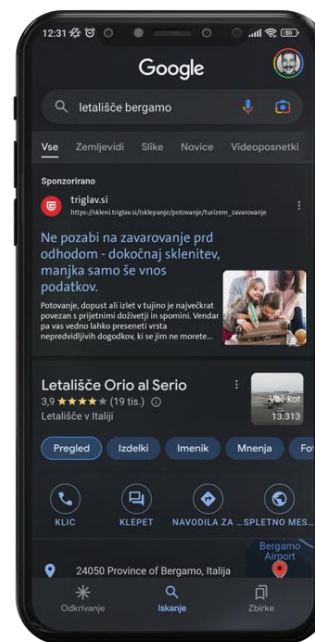 12:31
Google
letališče bergamo
Vse Zemljevidi Slike Novice Videoposnetki
Sponzorirano
triglav.si
https://skleni.triglav.si/isklepanje/potovanje/turizem_zavarovanje
Ne pozabi na zavarovanje prd
odhodom - dokočnaj sklenitev,
manjka samo še vnos
podatkov.
Potovanje, dopust ali izlet v tujino je največkrat
povezan s prijetnimi doživetji in spomini. Vendar
pa vas vedno lahko preseneti vrsta
nepredvidljivih dogodkov, ki se jim ne morete...
Letališče Orio al Serio
3,9 ★★★★★ (19 tis.)
Letališče v Italiji
Več kot
13.313
Pregled Izdelki Imenik Mnenja Fo
KLIC KLEPET NAVODILA ZA ... SPLETNO MES...
Bergamo
Airport
24050 Province of Bergamo, Italija
Odkrivanje Iskanje Zbirke